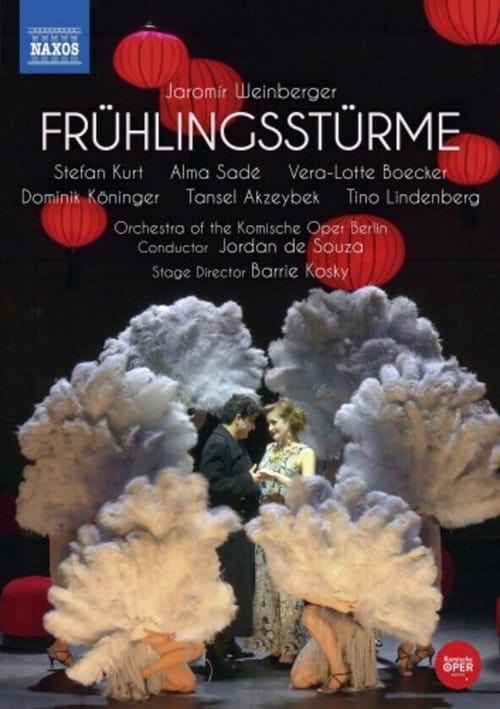 NAXOS
Jaromír Weinberger
FRÜHLINGSSTÜRME
Stefan Kurt Alma Sadé Vera-Lotte Boecker
Dominik Köninger Tansel Akzeybek Tino Lindenberg
Orchestra of the Komische Oper Berlin
Conductor Jordan de Souza
Stage Director Barrie Kosky
Komische
OPER
BERLIN